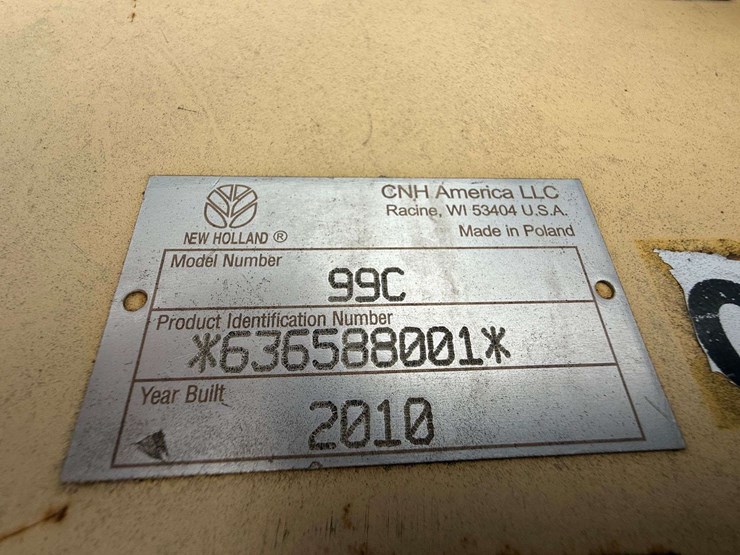 CNH America LLC
Racine, WI 53404 U.S.A.
Made in Poland
NEW HOLLAND ®
Model Number
99C
Product Identification Number
*636588001*
Year Built
2010